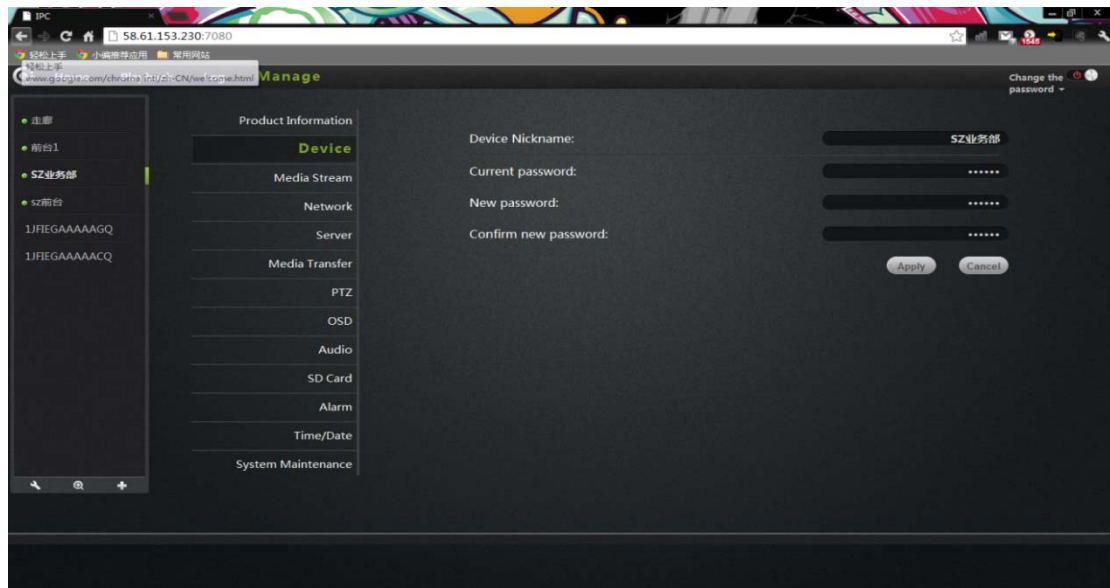 IPC
58.61.153.230:7080
1545
轻松上手 小编推荐应用 常用网站
轻松上手
Manage
Change the
password
走廊
前台1
SZ业务部
sz前台
1JFIEGAAAAAGQ
1JFIEGAAAAACQ
Product Information
Device
Media Stream
Network
Server
Media Transfer
PTZ
OSD
Audio
SD Card
Alarm
Time/Date
System Maintenance
Device Nickname: SZ业务部
Current password: ••••••
New password: ••••••
Confirm new password: ••••••
Apply Cancel